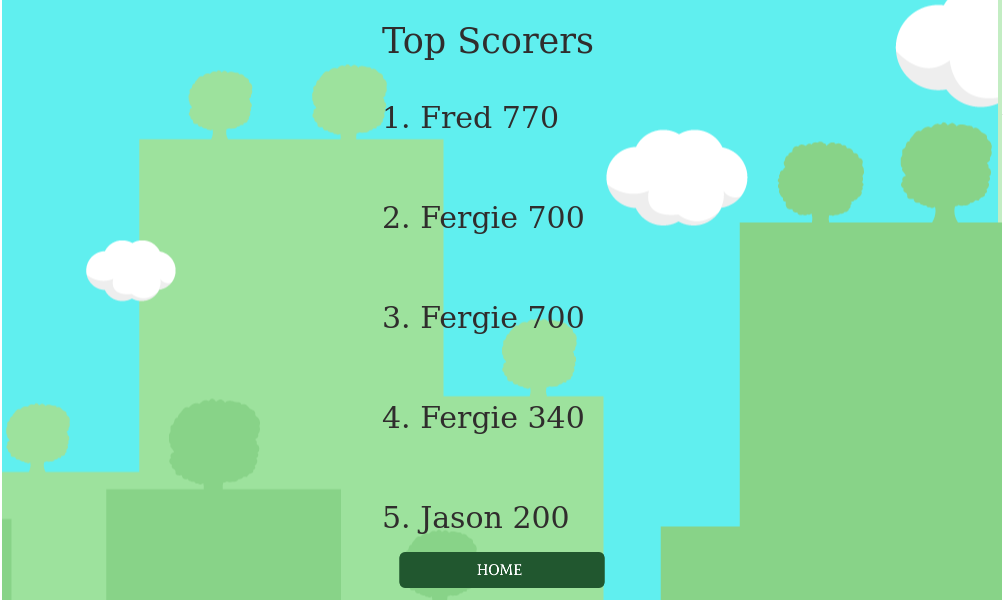 Top Scorers
1. Fred 770
2. Fergie 700
3. Fergie 700
4. Fergie 340
5. Jason 200
HOME